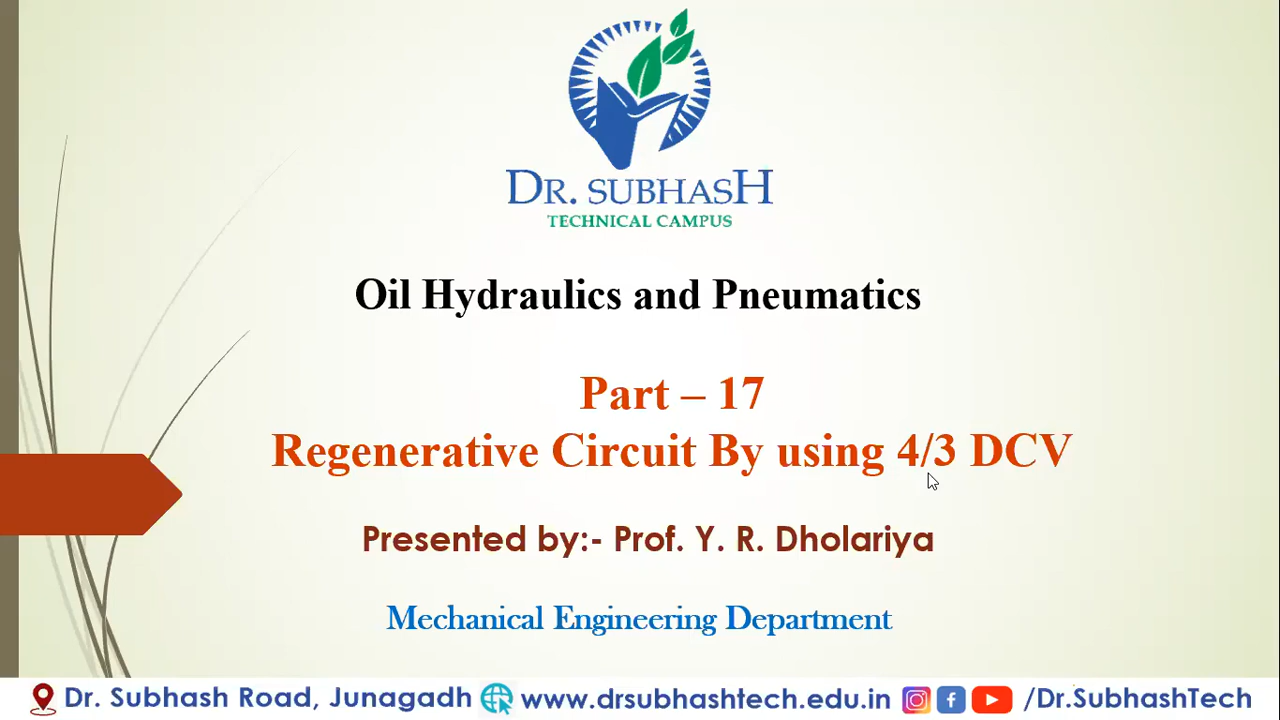 DR. SUBHASH
TECHNICAL CAMPUS
Oil Hydraulics and Pneumatics
Part – 17
Regenerative Circuit By using 4/3 DCV
Presented by:- Prof. Y. R. Dholariya
Mechanical Engineering Department
Dr. Subhash Road, Junagadh www.drsubhashtech.edu.in /Dr.SubhashTech